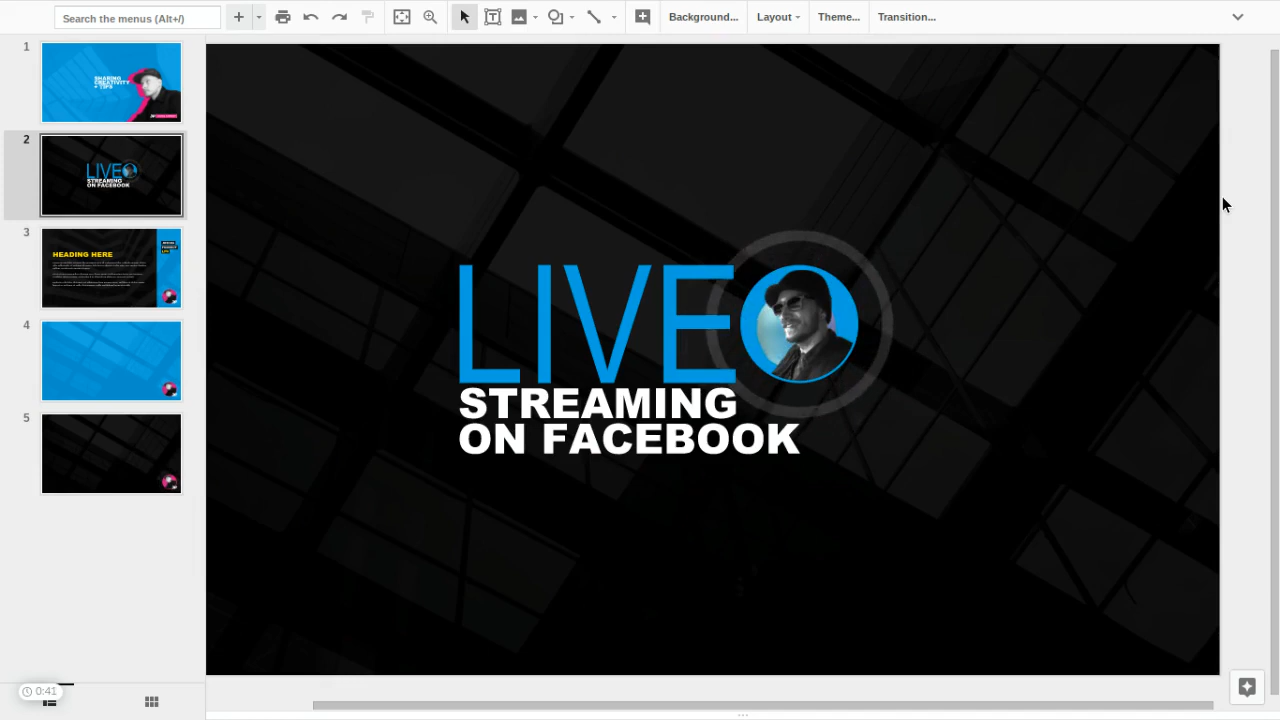 Search the menus (Alt+/)
Background...
Layout
Theme...
Transition...
1
SHARING
CREATIVITY
+ TIPS
2
LIVE
STREAMING
ON FACEBOOK
3
HEADING HERE
4
5
LIVE
STREAMING
ON FACEBOOK
0:41